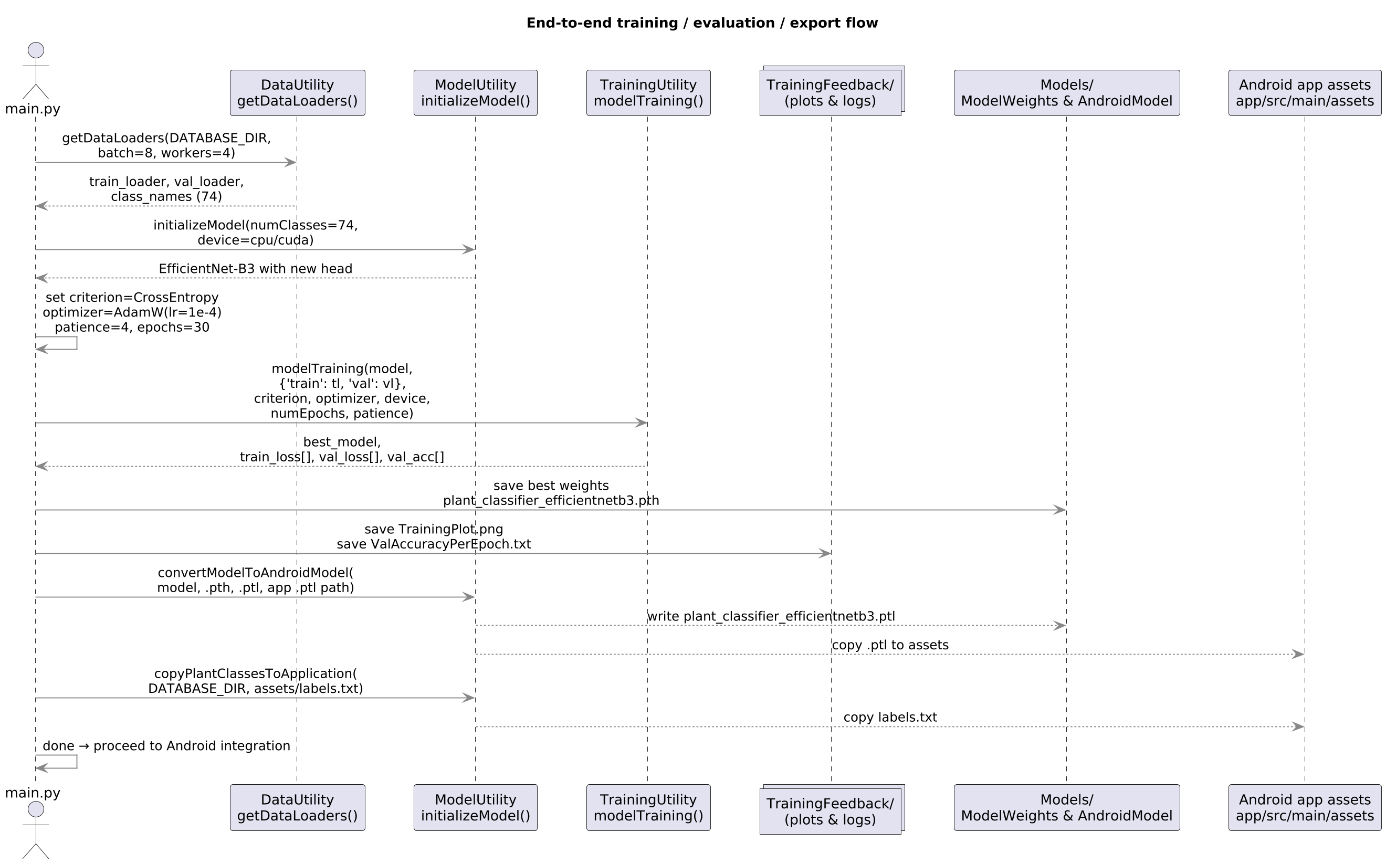 End-to-end training / evaluation / export flow
main.py
DataUtility
getDataLoaders()
ModelUtility
initializeModel()
TrainingUtility
modelTraining()
TrainingFeedback/
(plots & logs)
Models/
ModelWeights & AndroidModel
Android app assets
app/src/main/assets
getDataLoaders(DATABASE_DIR,
batch=8, workers=4)
train_loader, val_loader,
class_names (74)
initializeModel(numClasses=74,
device=cpu/cuda)
EfficientNet-B3 with new head
set criterion=CrossEntropy
optimizer=AdamW(lr=1e-4)
patience=4, epochs=30
modelTraining(model,
{'train': tl, 'val': vl},
criterion, optimizer, device,
numEpochs, patience)
best_model,
train_loss[], val_loss[], val_acc[]
save best weights
plant_classifier_efficientnetb3.pth
save TrainingPlot.png
save ValAccuracyPerEpoch.txt
convertModelToAndroidModel(
model, .pth, .ptl, app .ptl path)
write plant_classifier_efficientnetb3.ptl
copy .ptl to assets
copyPlantClassesToApplication(
DATABASE_DIR, assets/labels.txt)
copy labels.txt
done → proceed to Android integration
main.py
DataUtility
getDataLoaders()
ModelUtility
initializeModel()
TrainingUtility
modelTraining()
TrainingFeedback/
(plots & logs)
Models/
ModelWeights & AndroidModel
Android app assets
app/src/main/assets